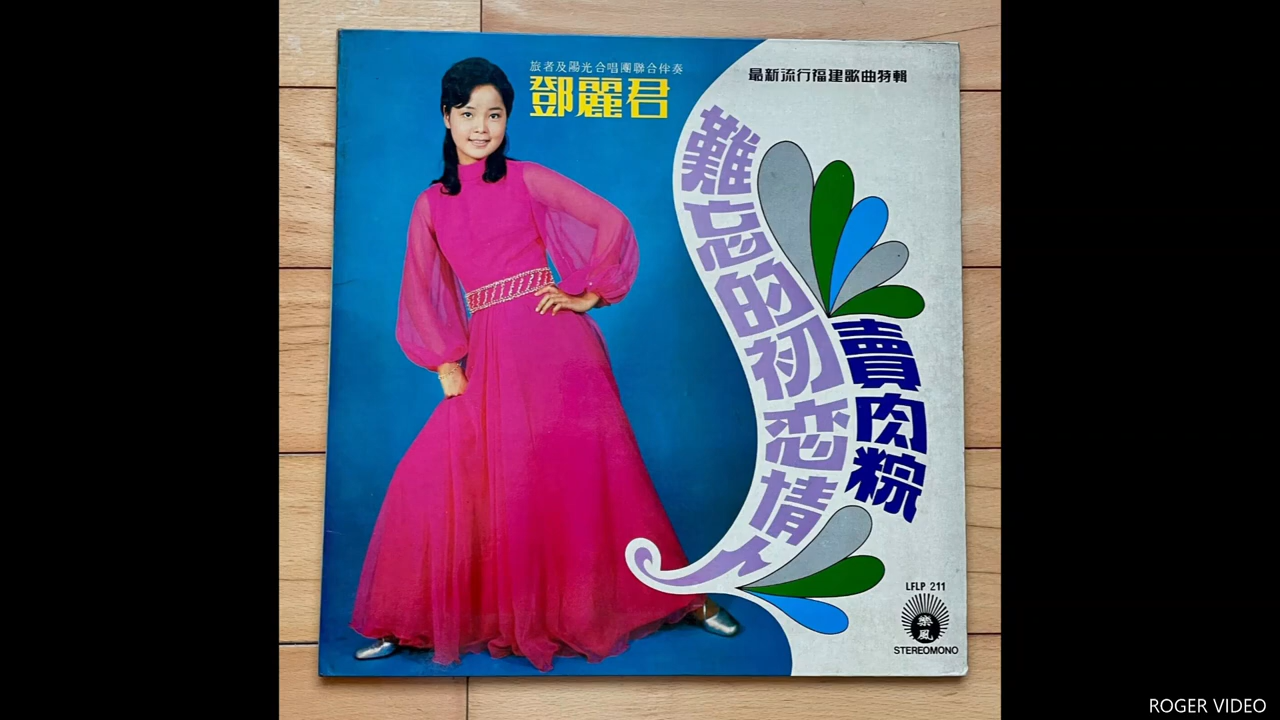 旅者及陽光合唱團聯合伴奏
鄧麗君
最新流行福建歌曲特輯
難忘的初恋情人
賣肉粽
LFLP 211
樂風
STEREOMONO
ROGER VIDEO